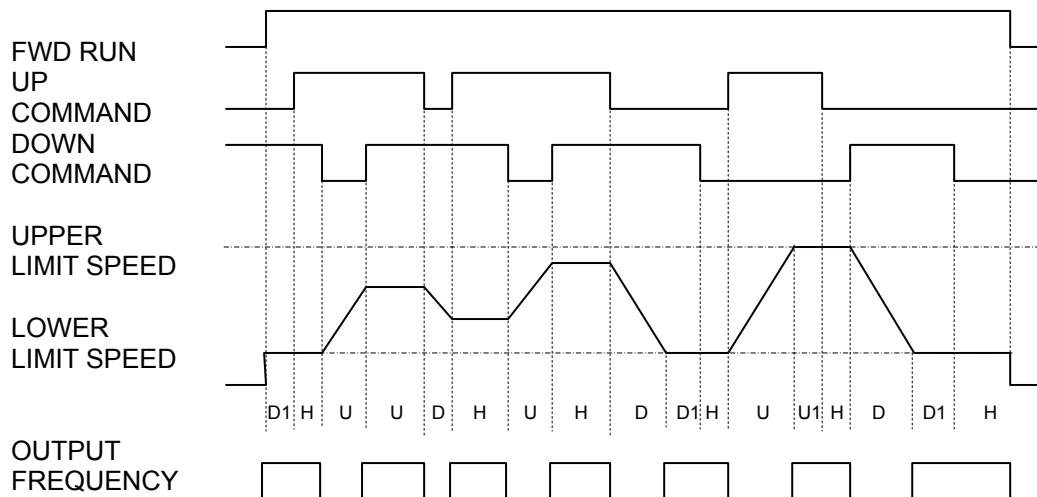 FWD RUN
UP
COMMAND
DOWN
COMMAND
UPPER
LIMIT SPEED
LOWER
LIMIT SPEED
D1 H U U D H U H D D1 H U U1 H D D1 H
OUTPUT
FREQUENCY